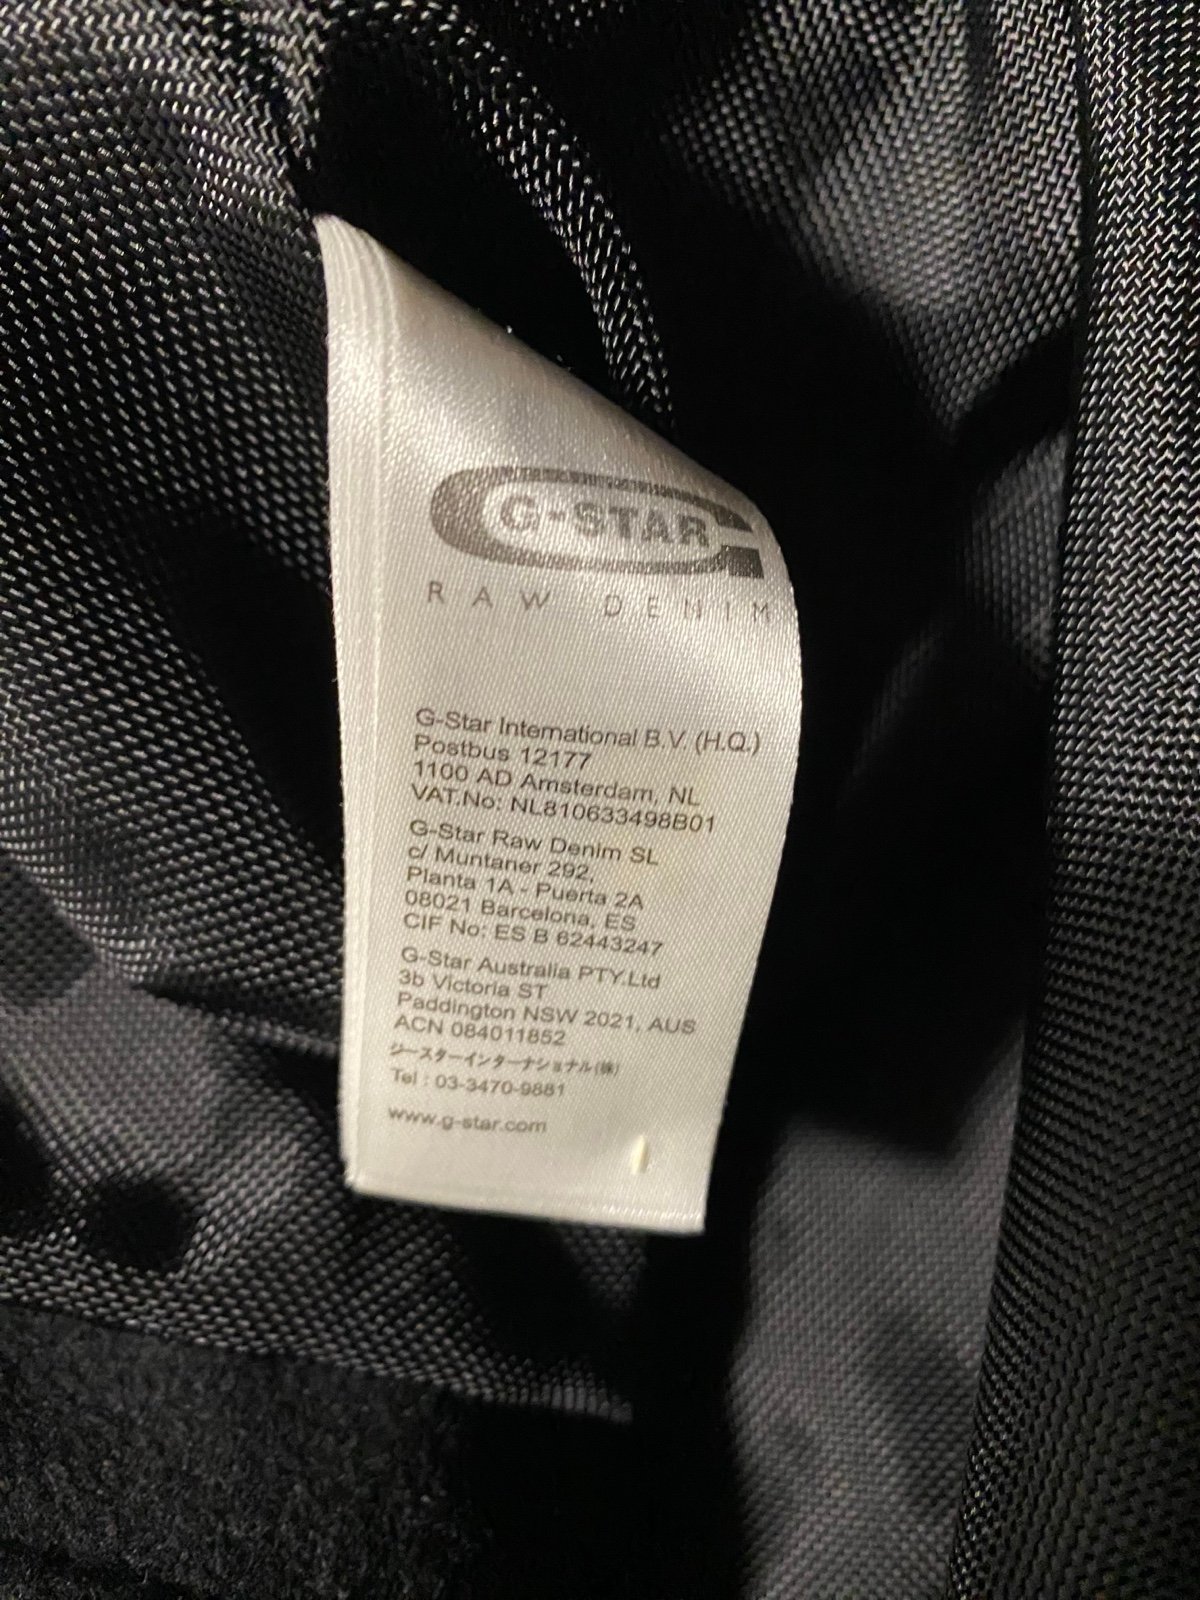 G-STAR
RAW DENIM
G-Star International B.V. (H.Q.)
Postbus 12177
1100 AD Amsterdam, NL
VAT.No: NL810633498B01
G-Star Raw Denim SL
c/ Muntaner 292,
Planta 1A - Puerta 2A
08021 Barcelona, ES
CIF No: ES B 62443247
G-Star Australia PTY.Ltd
3b Victoria ST
Paddington NSW 2021, AUS
ACN 084011852
ジースターインターナショナル(株)
Tel : 03-3470-9881
www.g-star.com